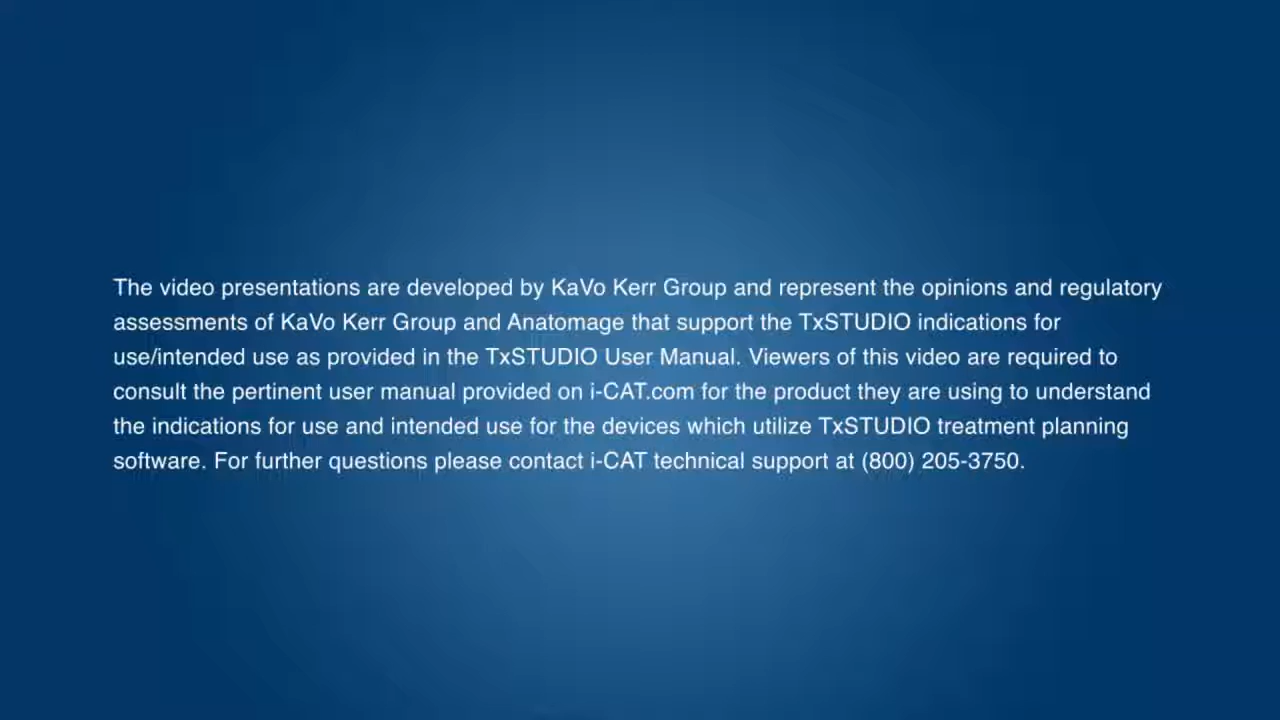 The video presentations are developed by KaVo Kerr Group and represent the opinions and regulatory
assessments of KaVo Kerr Group and Anatomage that support the TxSTUDIO indications for
use/intended use as provided in the TxSTUDIO User Manual. Viewers of this video are required to
consult the pertinent user manual provided on i-CAT.com for the product they are using to understand
the indications for use and intended use for the devices which utilize TxSTUDIO treatment planning
software. For further questions please contact i-CAT technical support at (800) 205-3750.